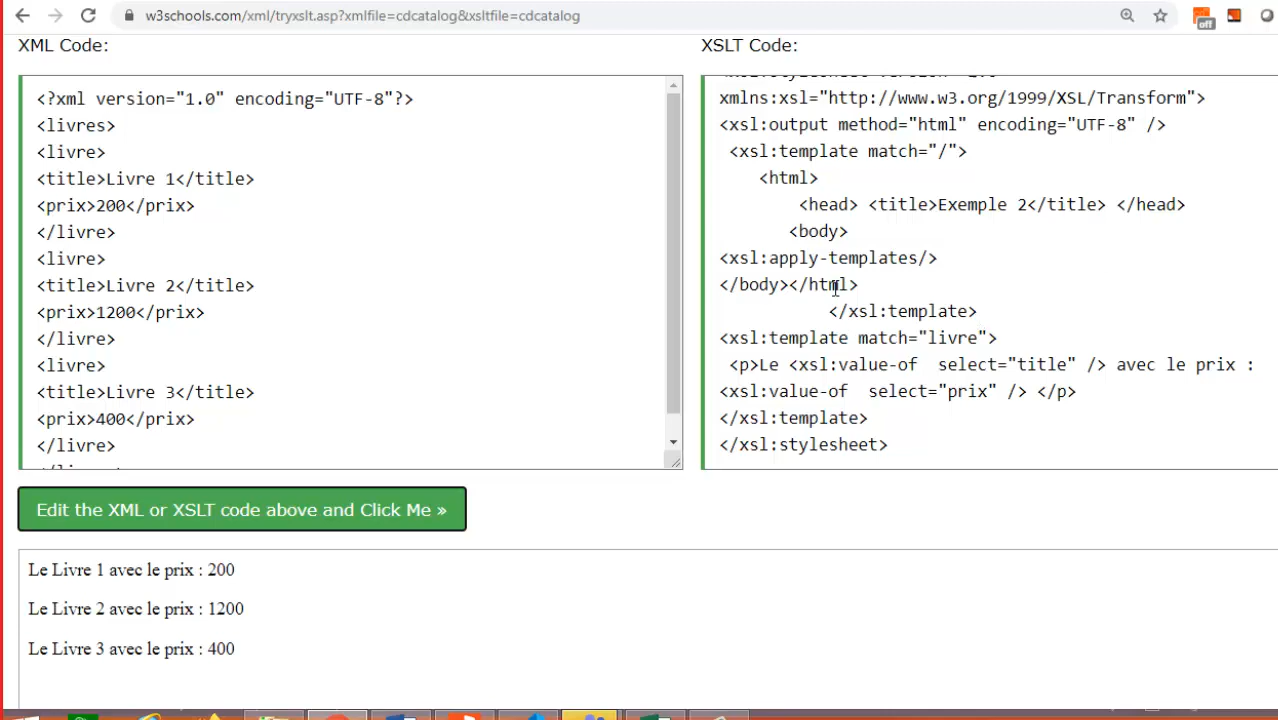 w3schools.com/xml/tryxslt.asp?xmlfile=cdcatalog&xsltfile=cdcatalog
off
XML Code:
<?xml version="1.0" encoding="UTF-8"?>
<livres>
<livre>
<title>Livre 1</title>
<prix>200</prix>
</livre>
<livre>
<title>Livre 2</title>
<prix>1200</prix>
</livre>
<livre>
<title>Livre 3</title>
<prix>400</prix>
</livre>
XSLT Code:
xmlns:xsl="http://www.w3.org/1999/XSL/Transform">
<xsl:output method="html" encoding="UTF-8" />
<xsl:template match="/">
<html>
<head> <title>Exemple 2</title> </head>
<body>
<xsl:apply-templates/>
</body></html>
</xsl:template>
<xsl:template match="livre">
<p>Le <xsl:value-of  select="title" /> avec le prix :
<xsl:value-of  select="prix" /> </p>
</xsl:template>
</xsl:stylesheet>
Edit the XML or XSLT code above and Click Me »
Le Livre 1 avec le prix : 200
Le Livre 2 avec le prix : 1200
Le Livre 3 avec le prix : 400